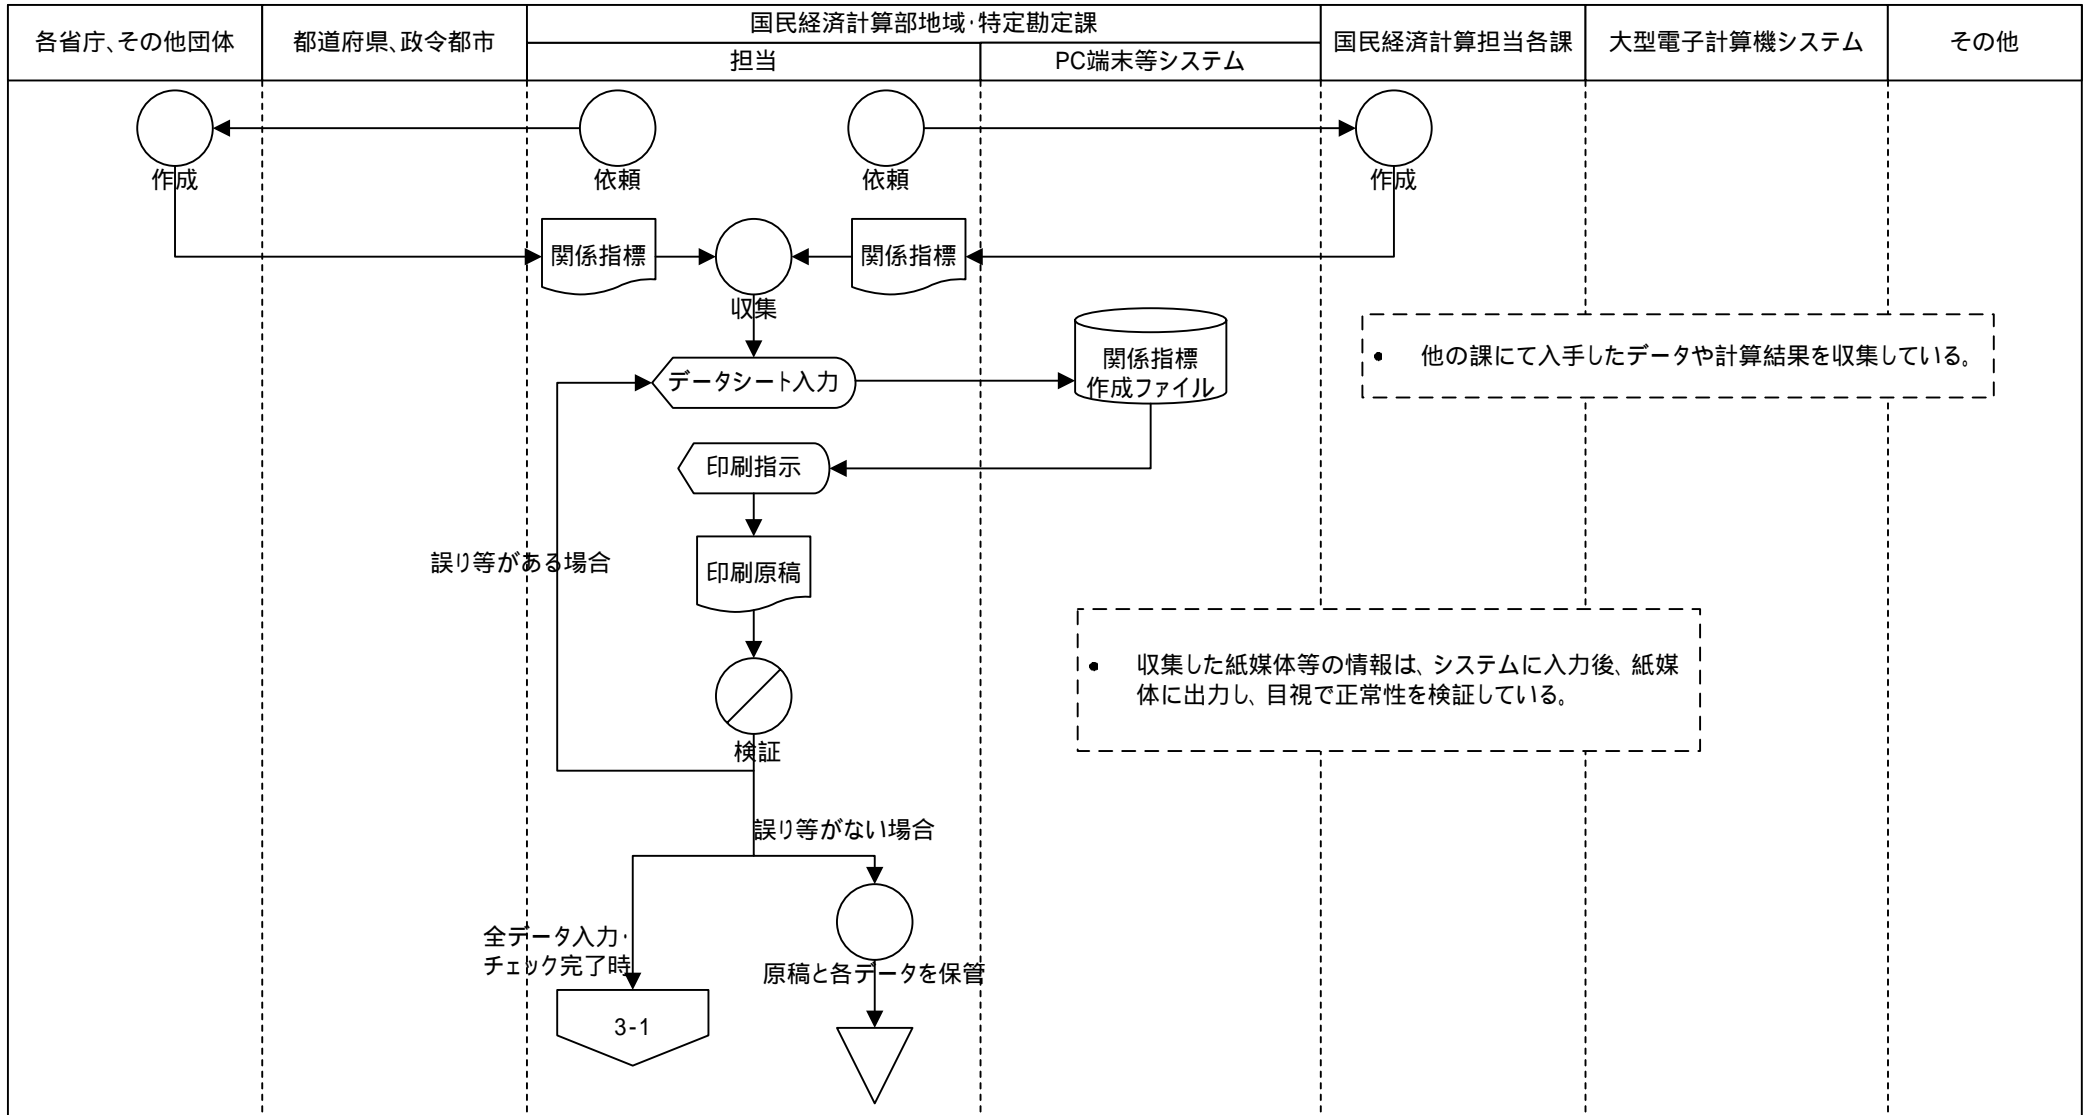 各省庁、その他団体
都道府県、政令都市
国民経済計算部地域・特定勘定課
担当
PC端末等システム
国民経済計算担当各課
大型電子計算機システム
その他
作成
依頼
依頼
作成
関係指標
関係指標
収集
データシート入力
関係指標
作成ファイル
• 他の課にて入手したデータや計算結果を収集している。
印刷指示
誤り等がある場合
印刷原稿
• 収集した紙媒体等の情報は、システムに入力後、紙媒
体に出力し、目視で正常性を検証している。
検証
誤り等がない場合
全データ入力・
チェック完了時
原稿と各データを保管
3-1